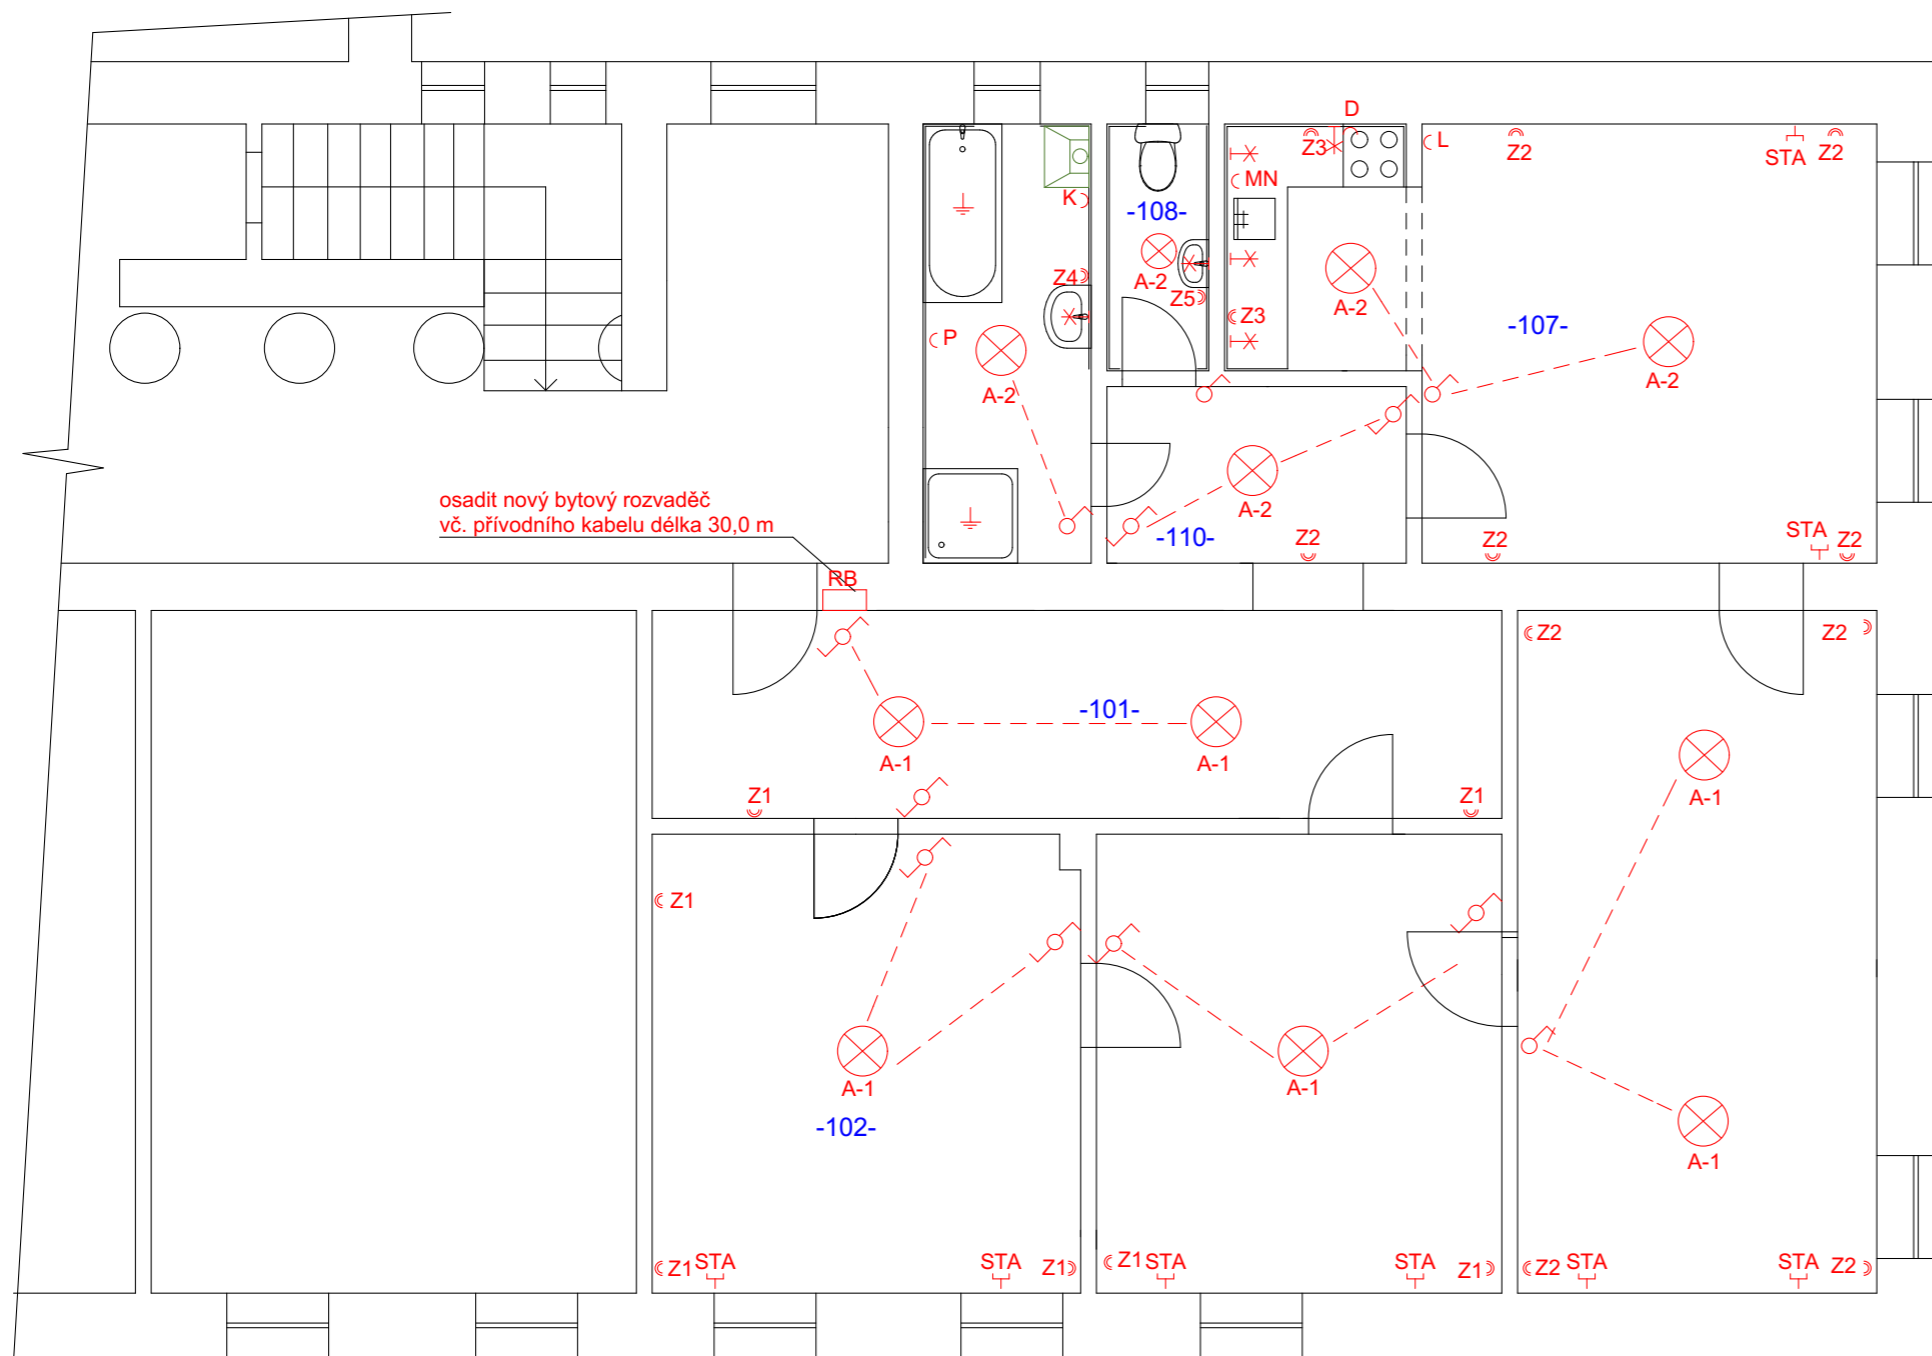 D
Z3
L
Z2
STA
Z2
MN
K
-108-
Z4
A-2
Z5
Z3
A-2
-107-
P
A-2
A-2
osadit nový bytový rozvaděč
vč. přívodního kabelu délka 30,0 m
A-2
-110-
Z2
Z2
STA
Z2
RB
Z2
Z2
-101-
A-1
A-1
Z1
Z1
A-1
Z1
A-1
A-1
-102-
A-1
Z1
STA
STA
Z1
Z1
STA
STA
Z1
Z2
STA
STA
Z2